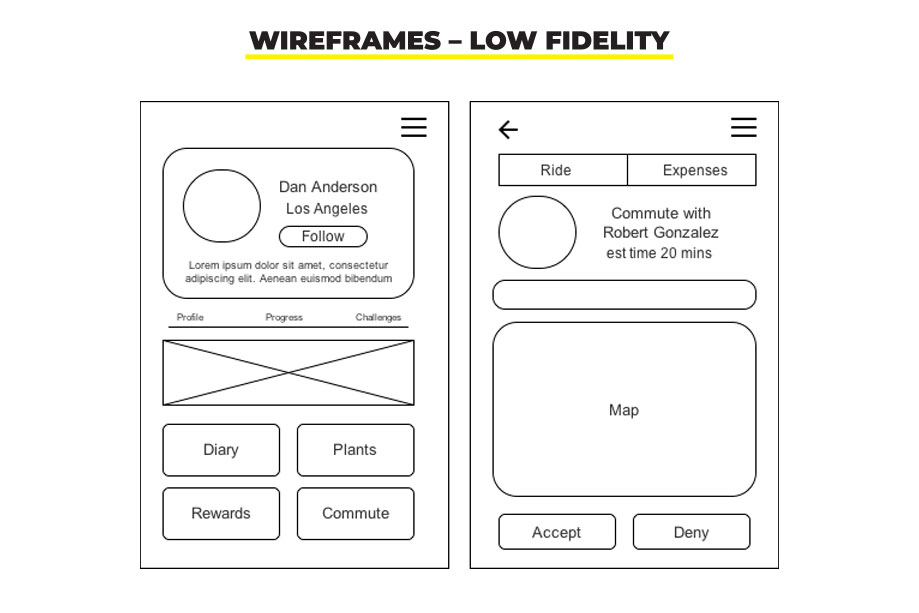 WIREFRAMES – LOW FIDELITY
Dan Anderson
Los Angeles
Follow
Lorem ipsum dolor sit amet, consectetur
adipiscing elit. Aenean euismod bibendum
Profile Progress Challenges
Diary Plants
Rewards Commute
Ride Expenses
Commute with
Robert Gonzalez
est time 20 mins
Map
Accept Deny